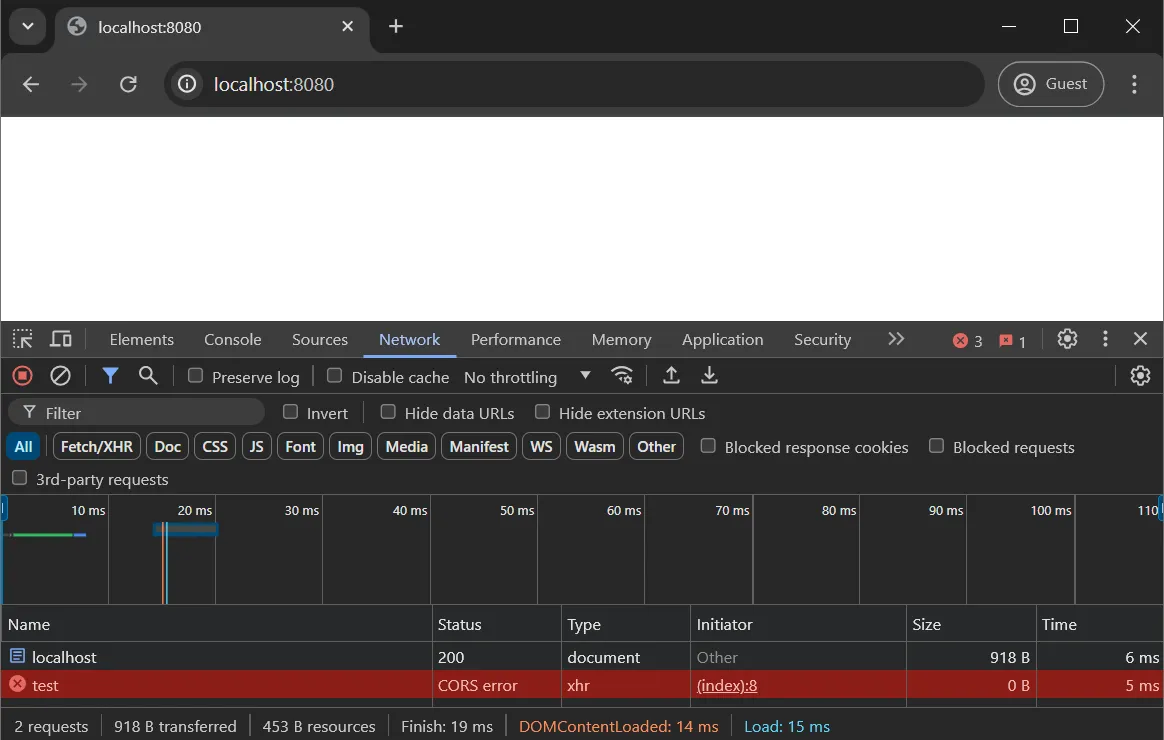 localhost:8080
localhost:8080 Guest
Elements Console Sources Network Performance Memory Application Security 3 1
Preserve log Disable cache No throttling
Filter Invert Hide data URLs Hide extension URLs
All Fetch/XHR Doc CSS JS Font Img Media Manifest WS Wasm Other Blocked response cookies Blocked requests
3rd-party requests
10 ms 20 ms 30 ms 40 ms 50 ms 60 ms 70 ms 80 ms 90 ms 100 ms 110
Name Status Type Initiator Size Time
localhost 200 document Other 918 B 6 ms
test CORS error xhr (index):8 0 B 5 ms
2 requests 918 B transferred 453 B resources Finish: 19 ms DOMContentLoaded: 14 ms Load: 15 ms